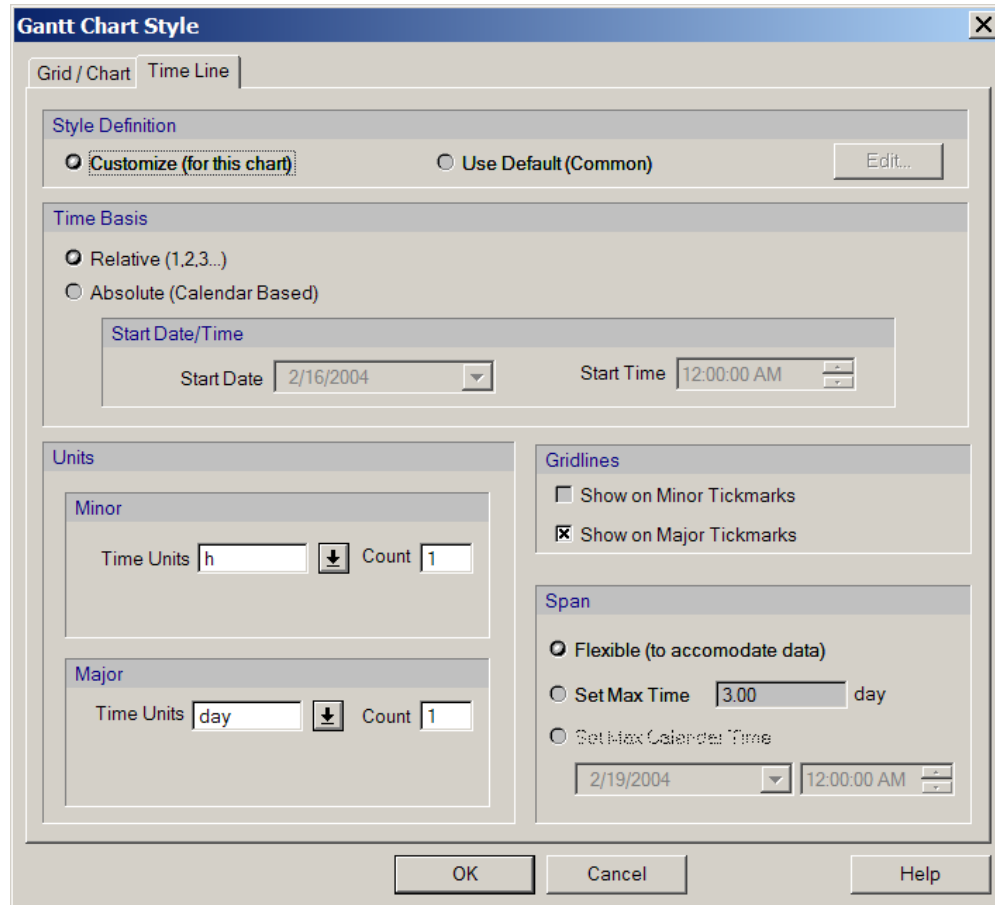 Gantt Chart Style
Grid / Chart Time Line
Style Definition
Customize (for this chart) Use Default (Common) Edit...
Time Basis
Relative (1,2,3...)
Absolute (Calendar Based)
Start Date/Time
Start Date 2/16/2004 Start Time 12:00:00 AM
Units
Minor
Time Units h Count 1
Major
Time Units day Count 1
Gridlines
Show on Minor Tickmarks
Show on Major Tickmarks
Span
Flexible (to accomodate data)
Set Max Time 3.00 day
Set Max Calender Time
2/19/2004 12:00:00 AM
OK Cancel Help